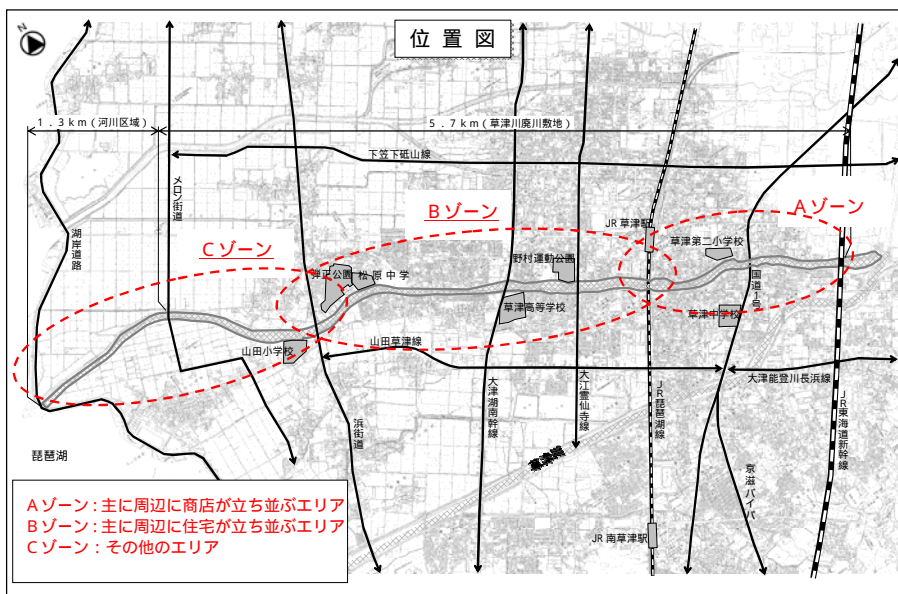 位置図
N
1.3km(河川区域)
5.7km(草津川廃川敷地)
下笠下砥山線
メロン街道
湖岸道路
Aゾーン
Bゾーン
Cゾーン
JR草津駅
草津第二小学校
野村運動公園
弾正公園
松原中学
国道1号
草津高等学校
草津中学校
山田小学校
山田草津線
大津能登川長浜線
浜街道
大津湖南幹線
大江霊仙寺線
JR琵琶湖線
JR東海道新幹線
琵琶湖
草津川
京滋バイパ
JR南草津駅
Aゾーン:主に周辺に商店が立ち並ぶエリア
Bゾーン:主に周辺に住宅が立ち並ぶエリア
Cゾーン:その他のエリア